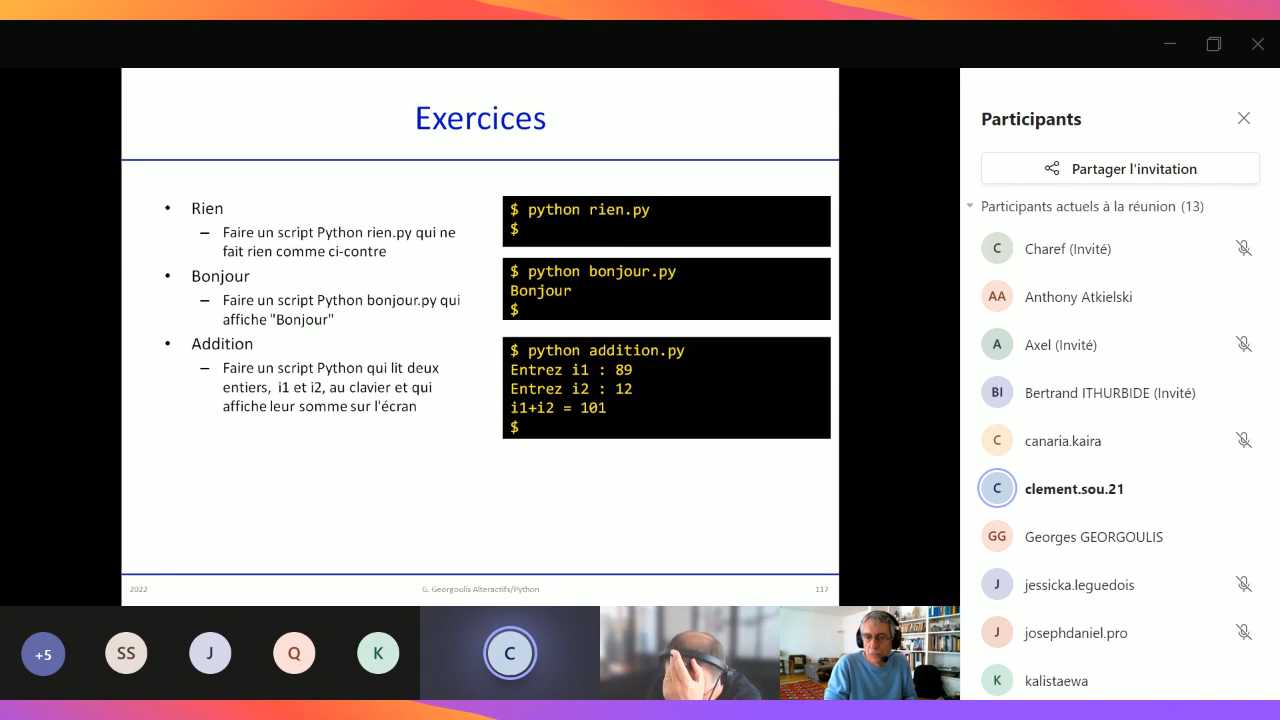 Exercices
• Rien
– Faire un script Python rien.py qui ne
fait rien comme ci-contre
• Bonjour
– Faire un script Python bonjour.py qui
affiche "Bonjour"
• Addition
– Faire un script Python qui lit deux
entiers, i1 et i2, au clavier et qui
affiche leur somme sur l'écran
$ python rien.py
$
$ python bonjour.py
Bonjour
$
$ python addition.py
Entrez i1 : 89
Entrez i2 : 12
i1+i2 = 101
$
2022
G. Georgoulis Alteractifs/Python
117
Participants
Partager l'invitation
Participants actuels à la réunion (13)
C Charef (Invité)
AA Anthony Atkielski
A Axel (Invité)
BI Bertrand ITHURBIDE (Invité)
C canaria.kaira
C clement.sou.21
GG Georges GEORGOULIS
J jessicka.leguedois
J josephdaniel.pro
K kalistaewa
+5 SS J Q K C